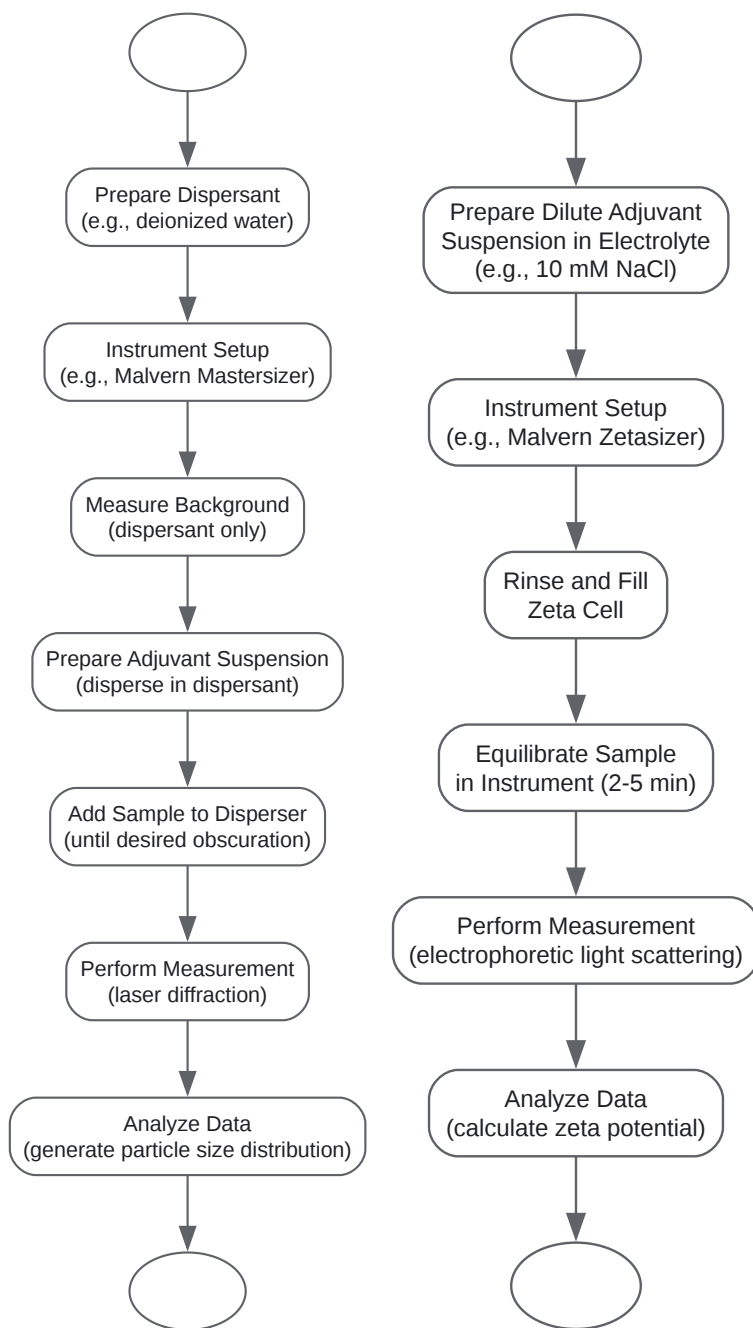 Prepare Dispersant
(e.g., deionized water)
Instrument Setup
(e.g., Malvern Mastersizer)
Measure Background
(dispersant only)
Prepare Adjuvant Suspension
(disperse in dispersant)
Add Sample to Disperser
(until desired obscuration)
Perform Measurement
(laser diffraction)
Analyze Data
(generate particle size distribution)
Prepare Dilute Adjuvant
Suspension in Electrolyte
(e.g., 10 mM NaCl)
Instrument Setup
(e.g., Malvern Zetasizer)
Rinse and Fill
Zeta Cell
Equilibrate Sample
in Instrument (2-5 min)
Perform Measurement
(electrophoretic light scattering)
Analyze Data
(calculate zeta potential)